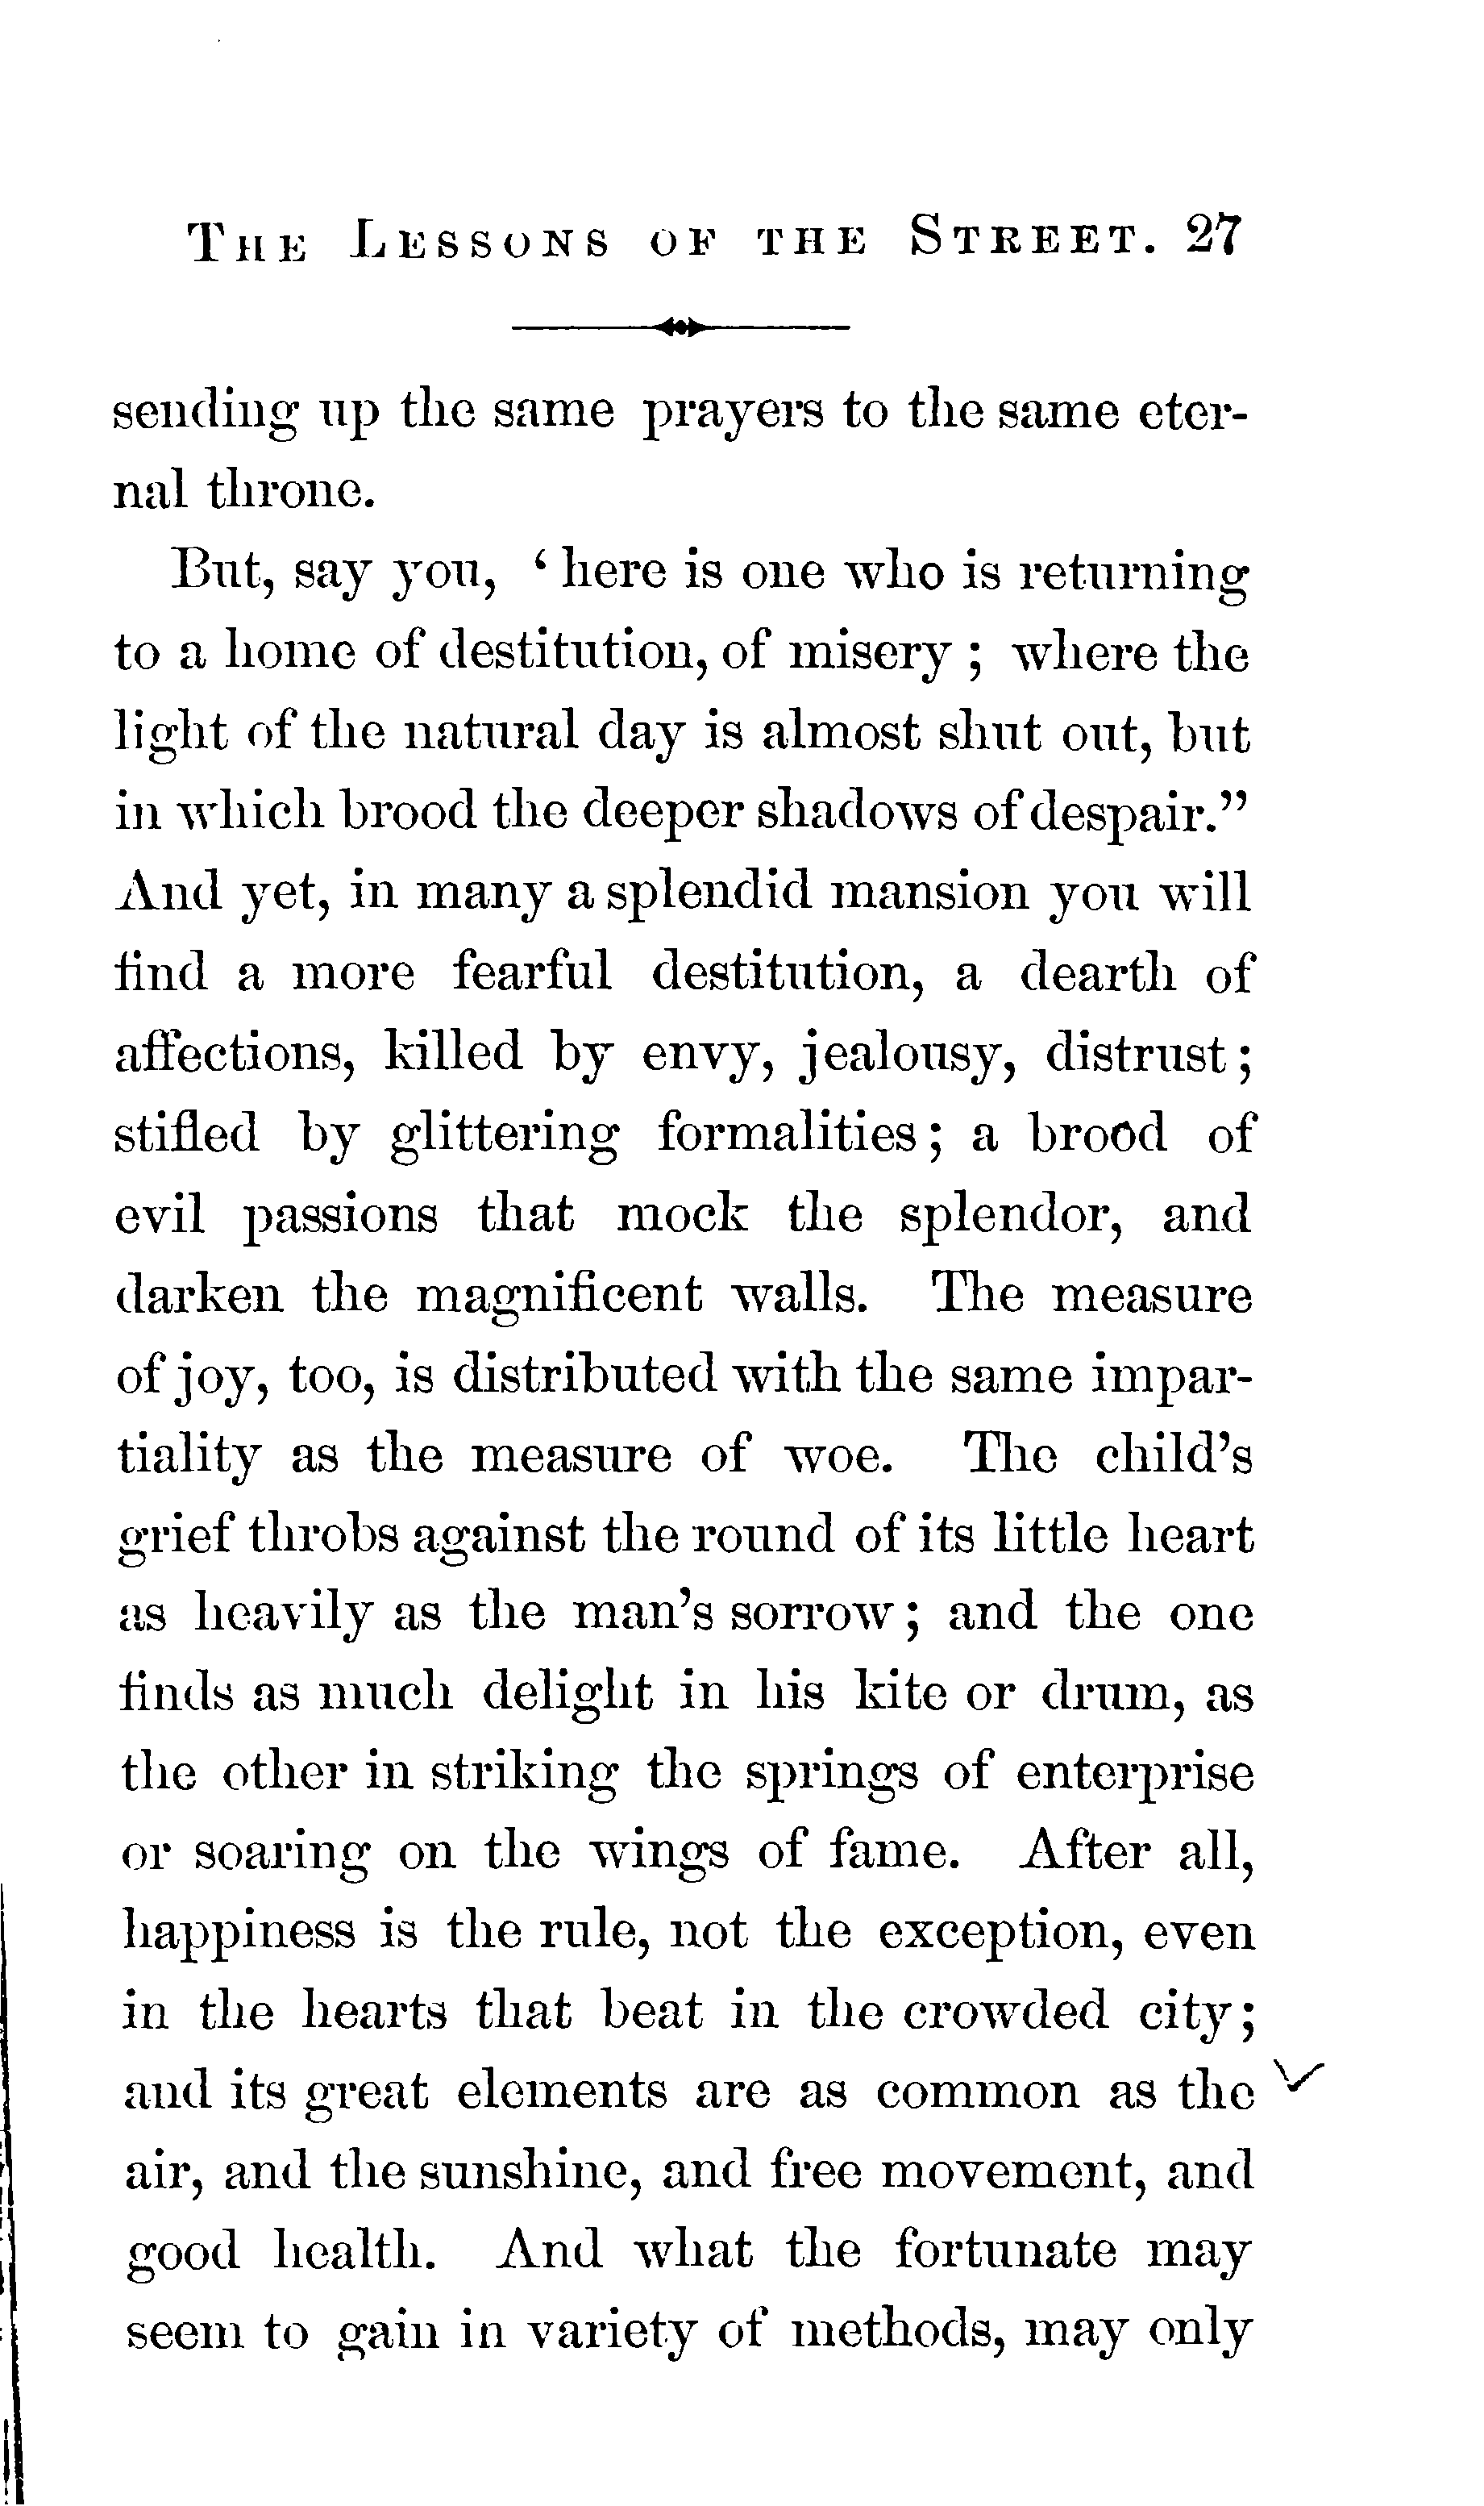 THE LESSONS OF THE STREET. 27
sending up the same prayers to the same eter-
nal throne.
But, say you, ‘ here is one who is returning
to a home of destitution, of misery ; where the
light of the natural day is almost shut out, but
in which brood the deeper shadows of despair.”
And yet, in many a splendid mansion you will
find a more fearful destitution, a dearth of
affections, killed by envy, jealousy, distrust ;
stifled by glittering formalities ; a brood of
evil passions that mock the splendor, and
darken the magnificent walls. The measure
of joy, too, is distributed with the same impar-
tiality as the measure of woe. The child’s
grief throbs against the round of its little heart
as heavily as the man’s sorrow ; and the one
finds as much delight in his kite or drum, as
the other in striking the springs of enterprise
or soaring on the wings of fame. After all,
happiness is the rule, not the exception, even
in the hearts that beat in the crowded city ;
and its great elements are as common as the
air, and the sunshine, and free movement, and
good health. And what the fortunate may
seem to gain in variety of methods, may only